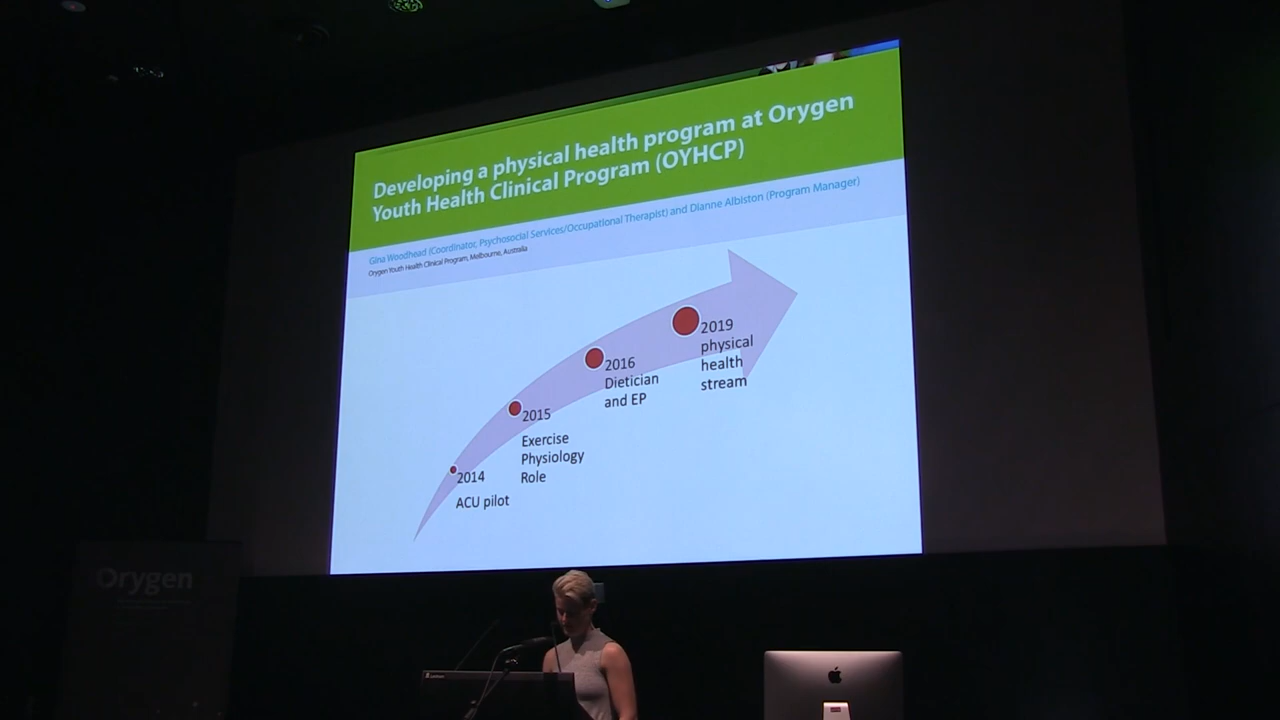 Developing a physical health program at Orygen
Youth Health Clinical Program (OYHCP)
Gina Woodhead (Coordinator, Psychosocial Services/Occupational Therapist) and Dianne Albiston (Program Manager)
Orygen Youth Health Clinical Program, Melbourne, Australia
2019
physical
health
stream
2016
Dietician
and EP
2015
Exercise
Physiology
Role
2014
ACU pilot
Orygen